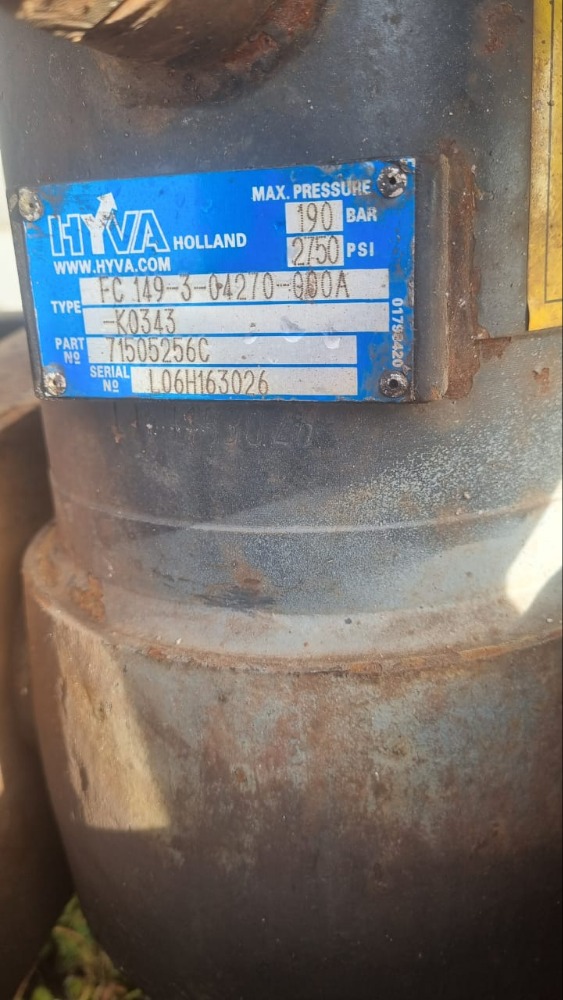 MAX. PRESSURE
HYVA HOLLAND
190 BAR
2750 PSI
WWW.HYVA.COM
TYPE FC 149-3-04270-000A
-K0343
PART Nº 71505256C
SERIAL Nº L06H163026
01798420